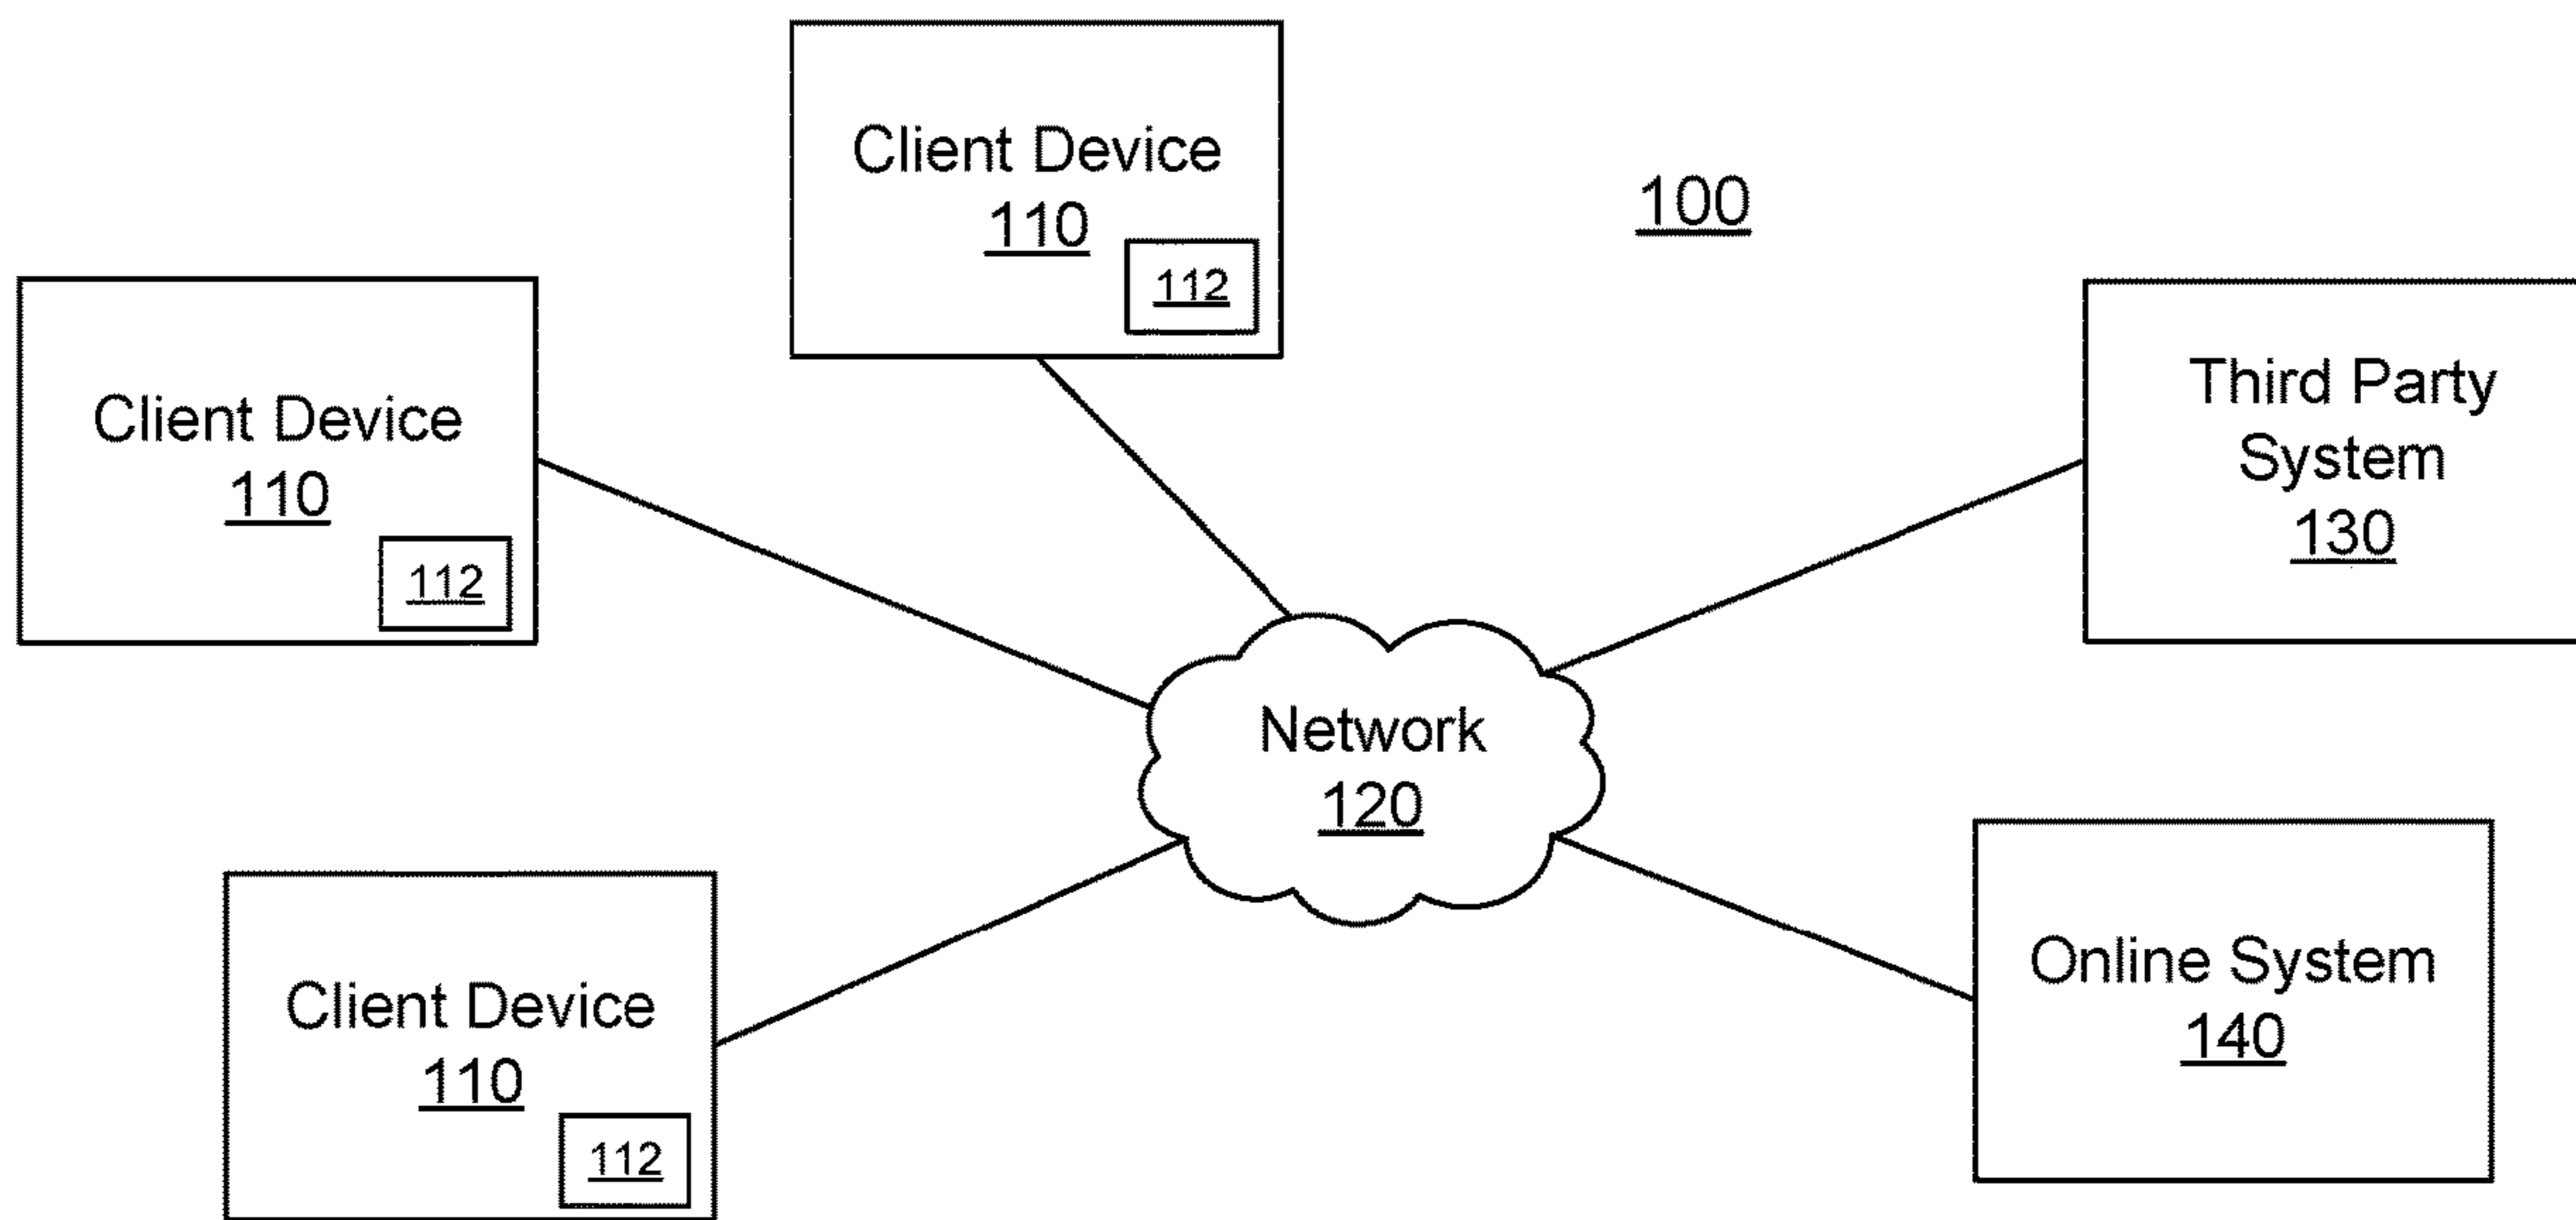 Client Device
110
112
100
Client Device
110
112
Third Party
System
130
Network
120
Client Device
110
112
Online System
140